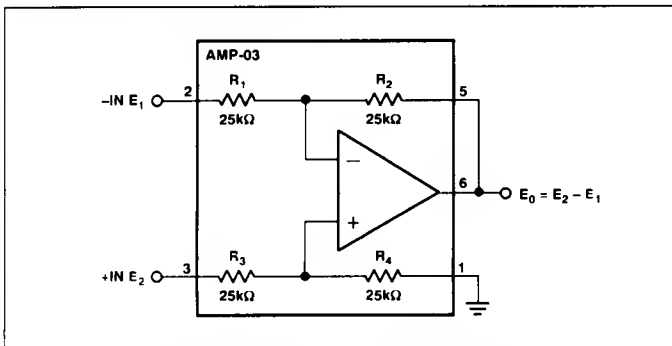 AMP-03
R₁ R₂
2 5
–IN E₁
25kΩ 25kΩ
–
6
E₀ = E₂ – E₁
+
R₃ R₄
3 1
+IN E₂
25kΩ 25kΩ